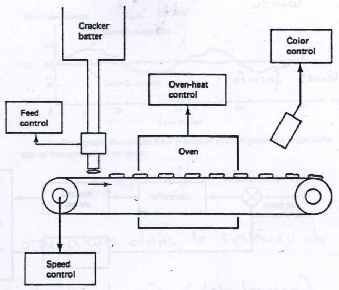 Cracker
batter
Color
control
Oven-heat
control
Feed
control
Oven
Speed
control